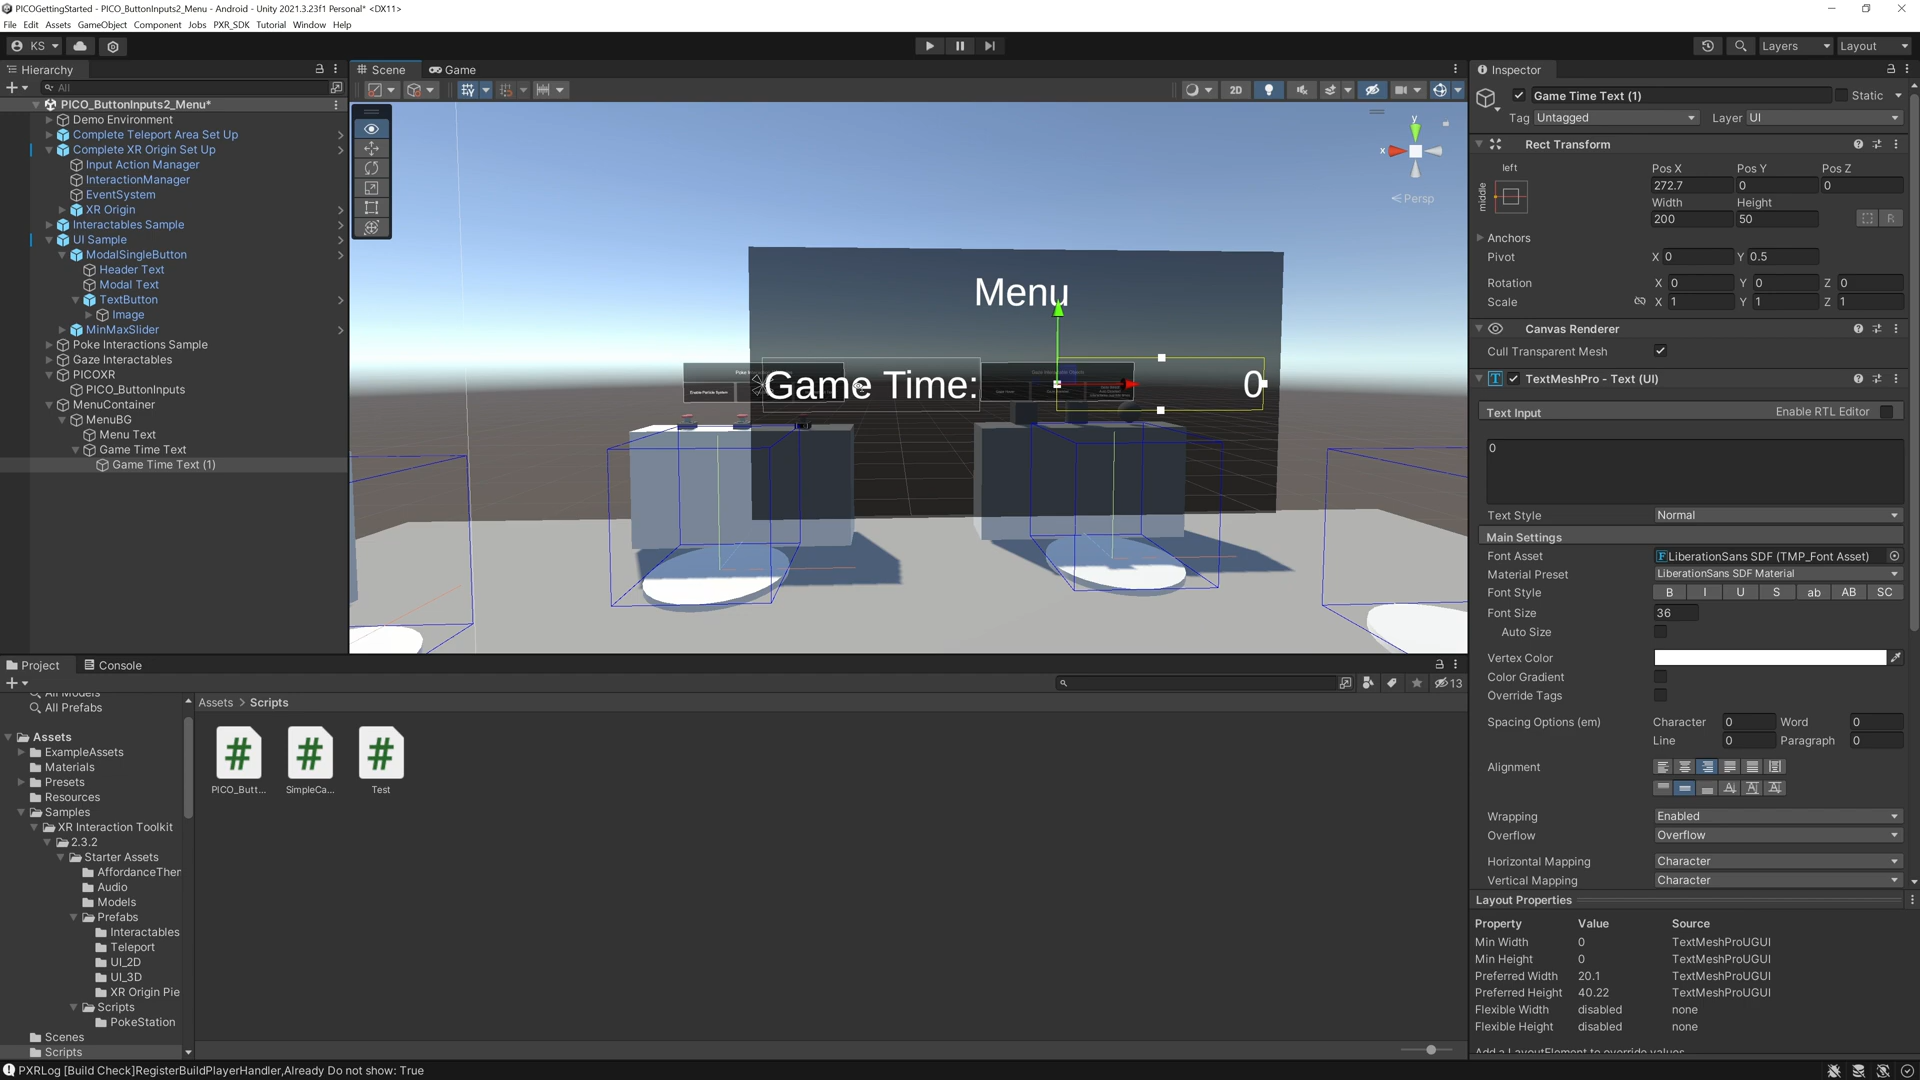 PICOGettingStarted - PICO_ButtonInputs2_Menu - Android - Unity 2021.3.23f1 Personal* <DX11>
File Edit Assets GameObject Component Jobs PXR_SDK Tutorial Window Help
KS
Layers
Layout
Hierarchy
All
PICO_ButtonInputs2_Menu*
Demo Environment
Complete Teleport Area Set Up
Complete XR Origin Set Up
Input Action Manager
InteractionManager
EventSystem
XR Origin
Interactables Sample
UI Sample
ModalSingleButton
Header Text
Modal Text
TextButton
Image
MinMaxSlider
Poke Interactions Sample
Gaze Interactables
PICOXR
PICO_ButtonInputs
MenuContainer
MenuBG
Menu Text
Game Time Text
Game Time Text (1)
Scene
Game
2D
y
x
Persp
Menu
Game Time:
0
Inspector
Game Time Text (1)
Static
Tag Untagged
Layer UI
Rect Transform
left
middle
Pos X Pos Y Pos Z
272.7 0 0
Width Height
200 50
R
Anchors
Pivot X 0 Y 0.5
Rotation X 0 Y 0 Z 0
Scale X 1 Y 1 Z 1
Canvas Renderer
Cull Transparent Mesh
TextMeshPro - Text (UI)
Text Input
Enable RTL Editor
0
Text Style Normal
Main Settings
Font Asset LiberationSans SDF (TMP_Font Asset)
Material Preset LiberationSans SDF Material
Font Style B I U S ab AB SC
Font Size 36
Auto Size
Vertex Color
Color Gradient
Override Tags
Spacing Options (em) Character 0 Word 0
Line 0 Paragraph 0
Alignment
Wrapping Enabled
Overflow Overflow
Horizontal Mapping Character
Vertical Mapping Character
Layout Properties
Property Value Source
Min Width 0 TextMeshProUGUI
Min Height 0 TextMeshProUGUI
Preferred Width 20.1 TextMeshProUGUI
Preferred Height 40.22 TextMeshProUGUI
Flexible Width disabled none
Flexible Height disabled none
Add a LayoutElement to override values
Project
Console
13
All Models
All Prefabs
Assets
ExampleAssets
Materials
Presets
Resources
Samples
XR Interaction Toolkit
2.3.2
Starter Assets
AffordanceTher
Audio
Models
Prefabs
Interactables
Teleport
UI_2D
UI_3D
XR Origin Pie
Scripts
PokeStation
Scenes
Scripts
Assets > Scripts
PICO_Butt...
SimpleCa...
Test
PXRLog [Build Check]RegisterBuildPlayerHandler,Already Do not show: True